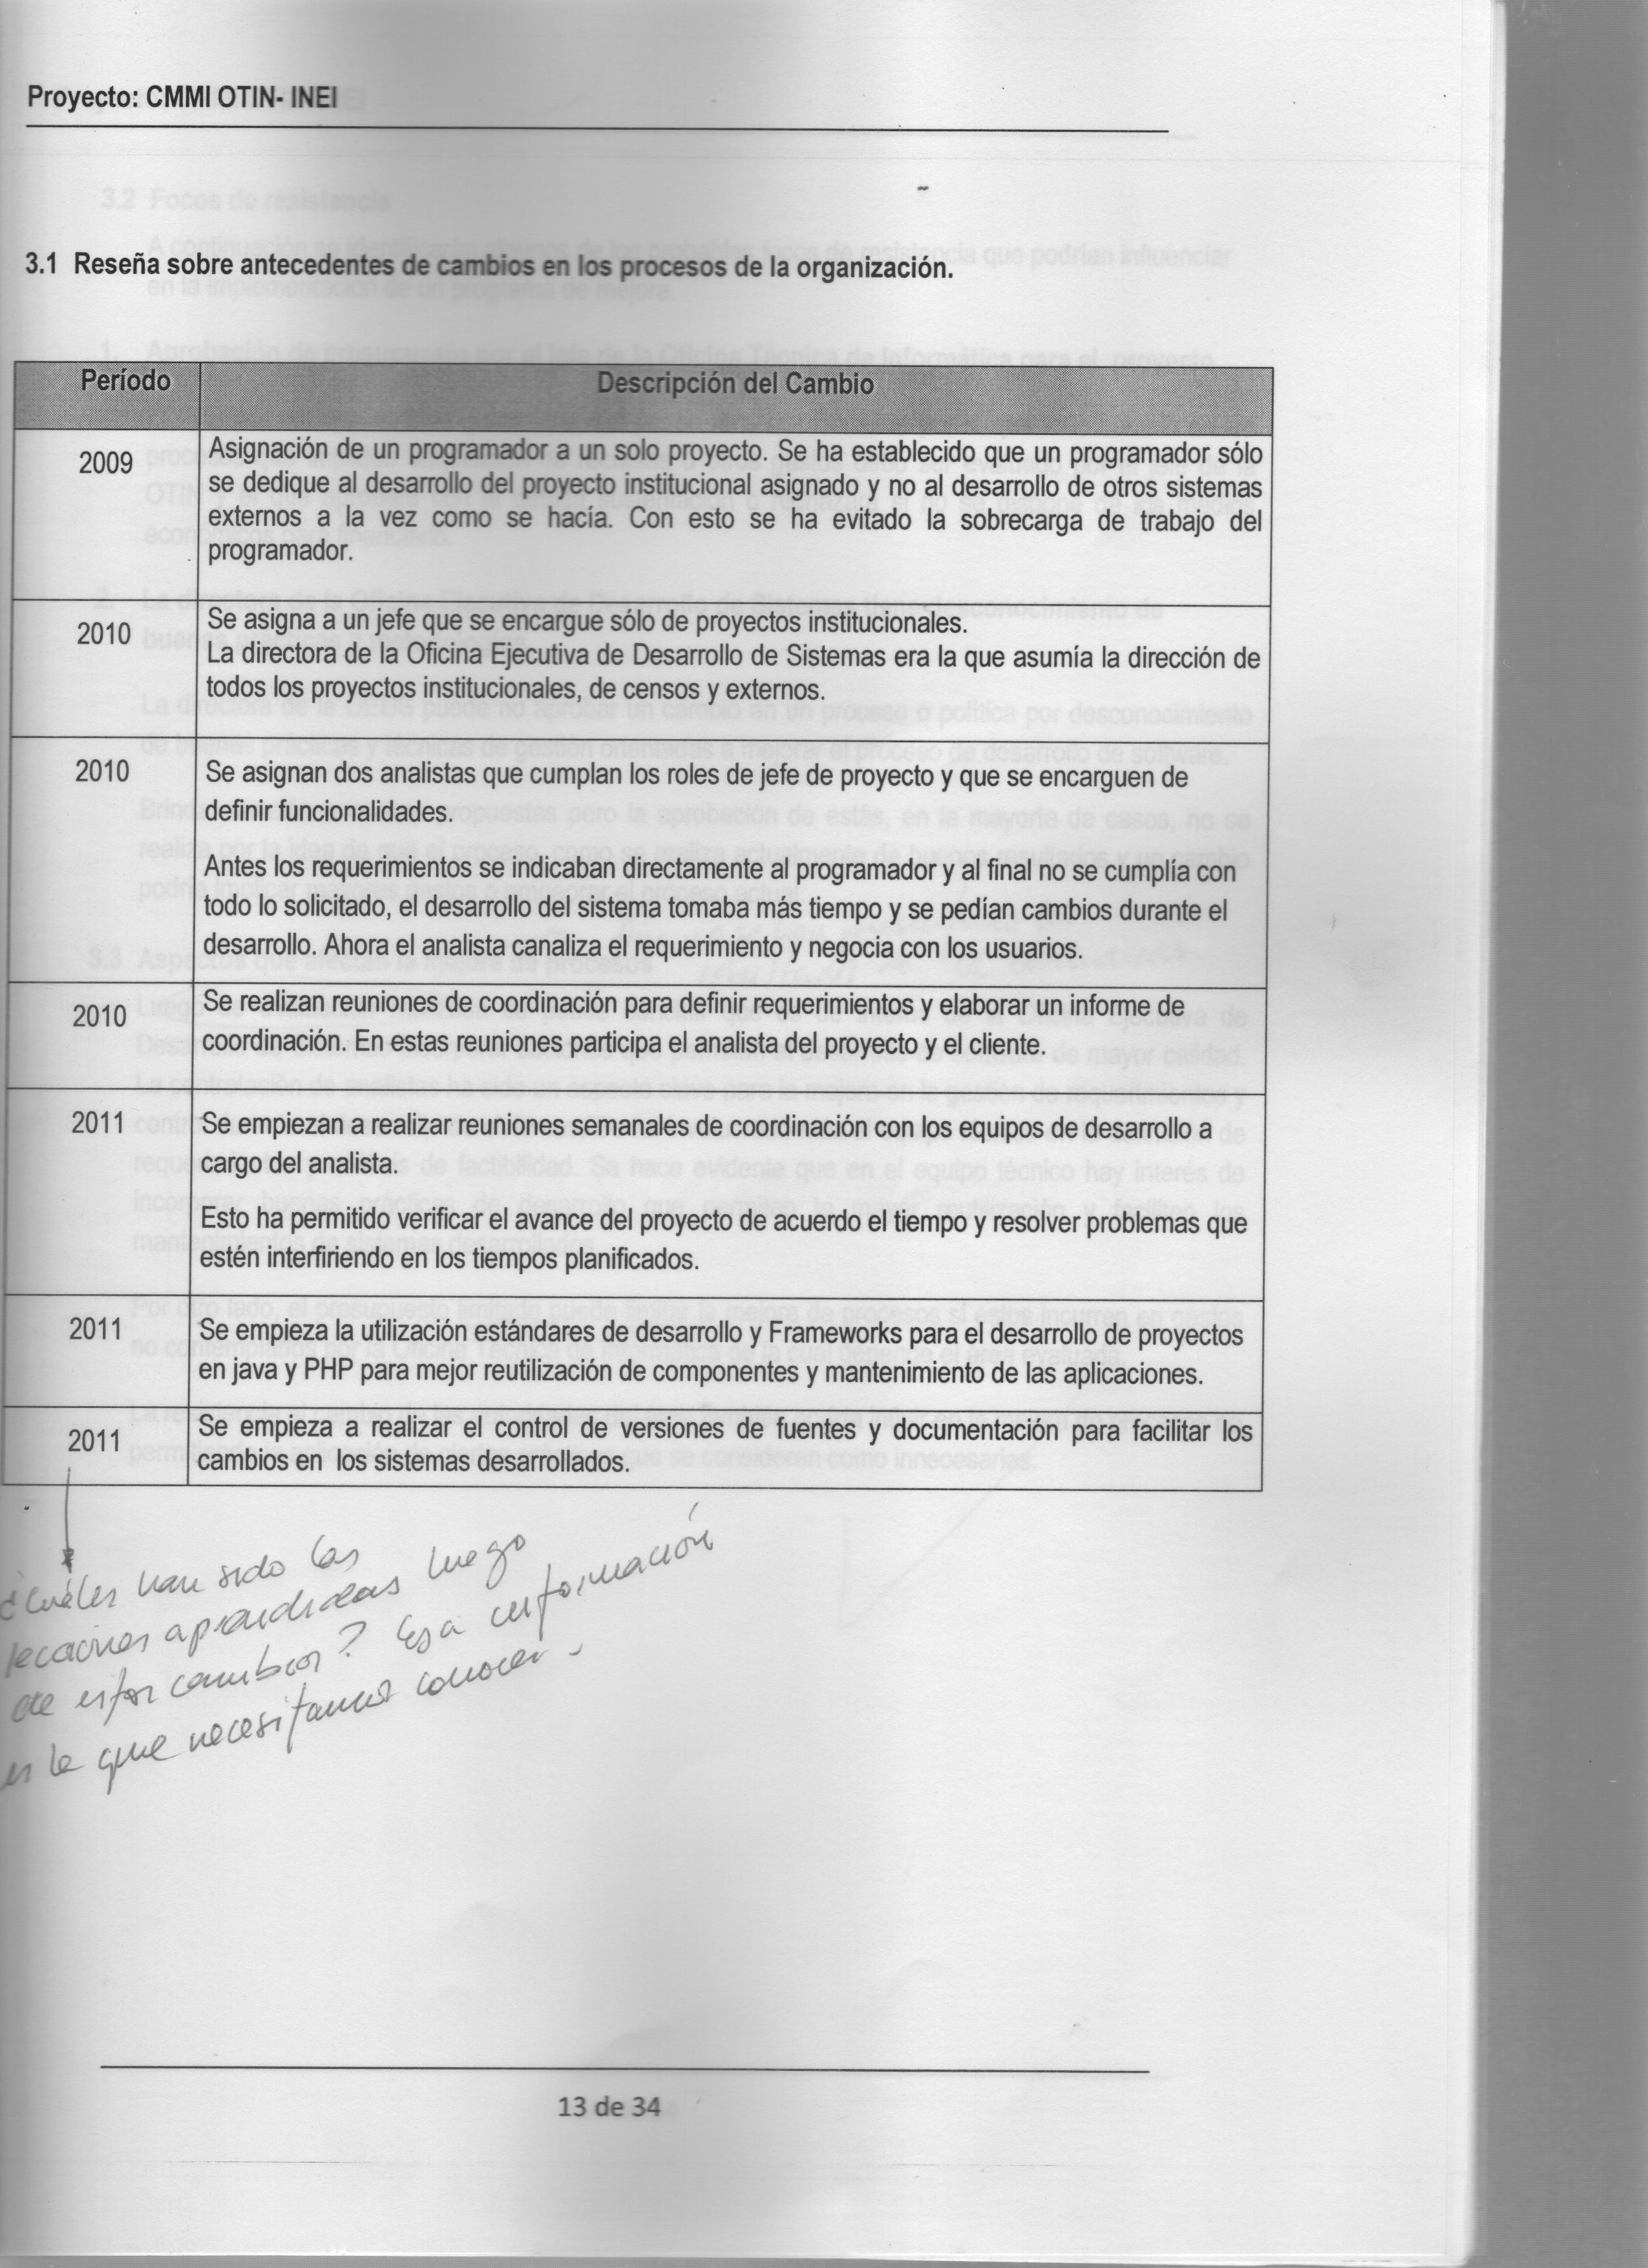 Proyecto: CMMI OTIN- INEI
3.1 Reseña sobre antecedentes de cambios en los procesos de la organización.
Período
Descripción del Cambio
2009
Asignación de un programador a un solo proyecto. Se ha establecido que un programador sólo
se dedique al desarrollo del proyecto institucional asignado y no al desarrollo de otros sistemas
externos a la vez como se hacía. Con esto se ha evitado la sobrecarga de trabajo del
programador.
2010
Se asigna a un jefe que se encargue sólo de proyectos institucionales.
La directora de la Oficina Ejecutiva de Desarrollo de Sistemas era la que asumía la dirección de
todos los proyectos institucionales, de censos y externos.
2010
Se asignan dos analistas que cumplan los roles de jefe de proyecto y que se encarguen de
definir funcionalidades.
Antes los requerimientos se indicaban directamente al programador y al final no se cumplía con
todo lo solicitado, el desarrollo del sistema tomaba más tiempo y se pedían cambios durante el
desarrollo. Ahora el analista canaliza el requerimiento y negocia con los usuarios.
2010
Se realizan reuniones de coordinación para definir requerimientos y elaborar un informe de
coordinación. En estas reuniones participa el analista del proyecto y el cliente.
2011
Se empiezan a realizar reuniones semanales de coordinación con los equipos de desarrollo a
cargo del analista.
Esto ha permitido verificar el avance del proyecto de acuerdo el tiempo y resolver problemas que
estén interfiriendo en los tiempos planificados.
2011
Se empieza la utilización estándares de desarrollo y Frameworks para el desarrollo de proyectos
en java y PHP para mejor reutilización de componentes y mantenimiento de las aplicaciones.
2011
Se empieza a realizar el control de versiones de fuentes y documentación para facilitar los
cambios en los sistemas desarrollados.
¿Cuáles han sido las
lecciones aprendidas luego
de estos cambios? Esa información
es la que necesitamos conocer.
13 de 34